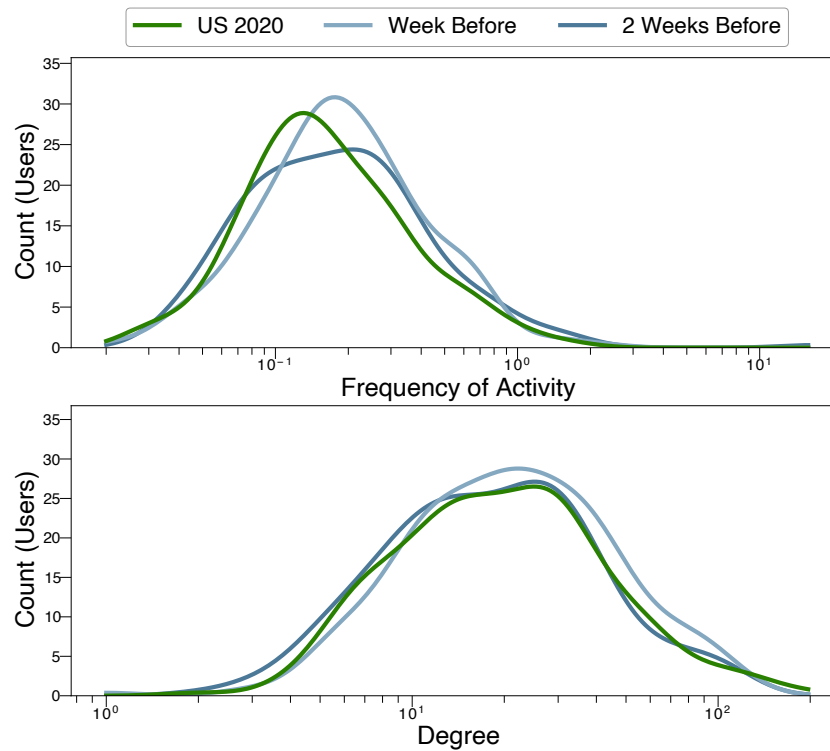 US 2020 Week Before 2 Weeks Before
35
30
25
20
15
10
5
0
Count (Users)
10⁻¹ 10⁰ 10¹
Frequency of Activity
35
30
25
20
15
10
5
0
Count (Users)
10⁰ 10¹ 10²
Degree